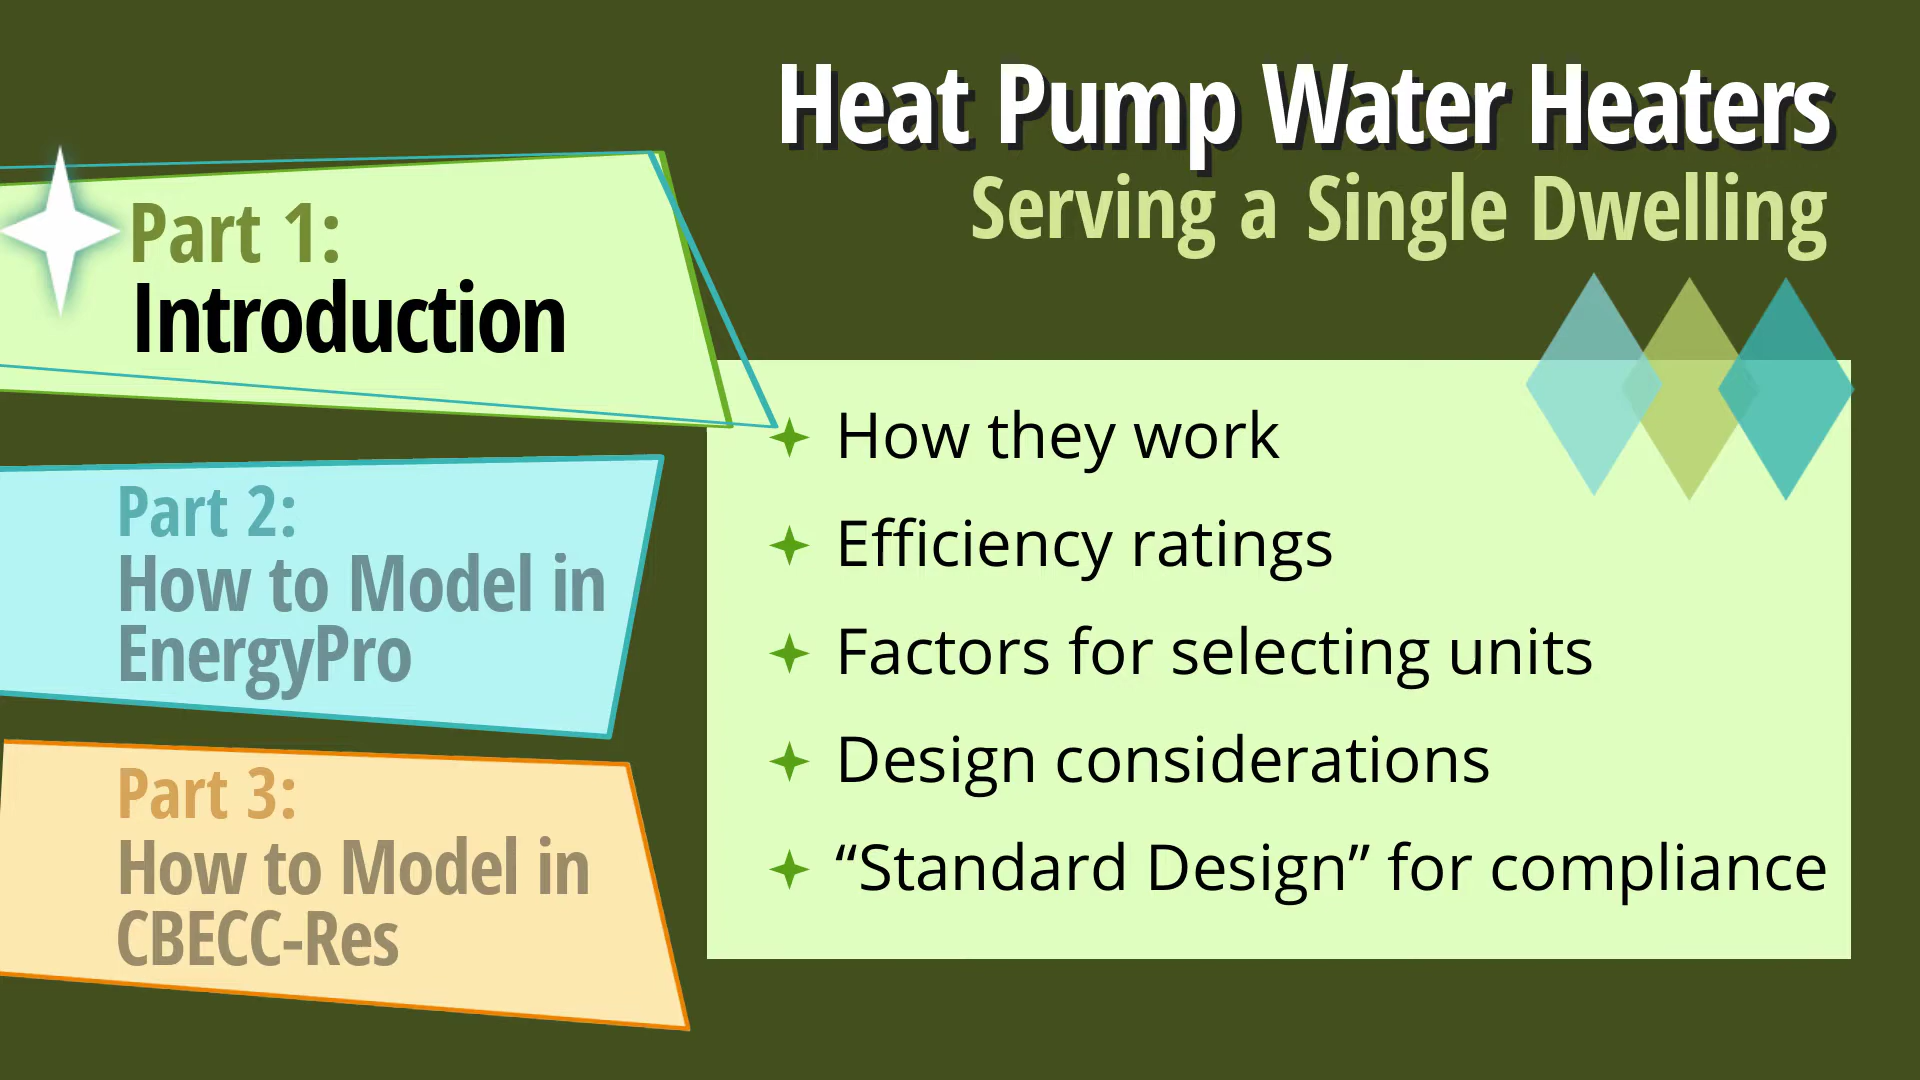 Heat Pump Water Heaters
Serving a Single Dwelling
Part 1:
Introduction
Part 2:
How to Model in
EnergyPro
Part 3:
How to Model in
CBECC-Res
How they work
Efficiency ratings
Factors for selecting units
Design considerations
“Standard Design” for compliance